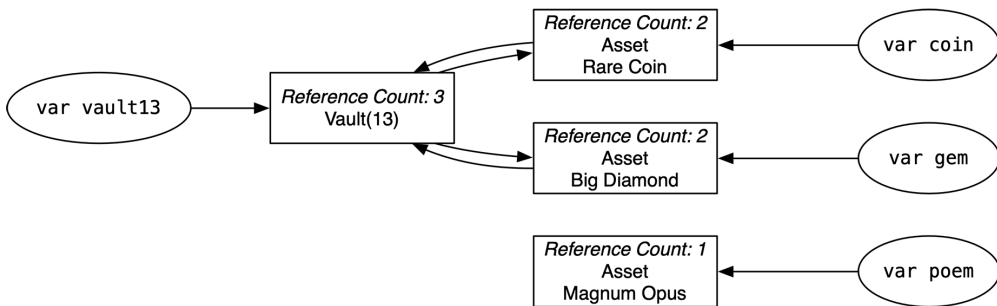 var vault13
Reference Count: 3
Vault(13)
Reference Count: 2
Asset
Rare Coin
var coin
Reference Count: 2
Asset
Big Diamond
var gem
Reference Count: 1
Asset
Magnum Opus
var poem